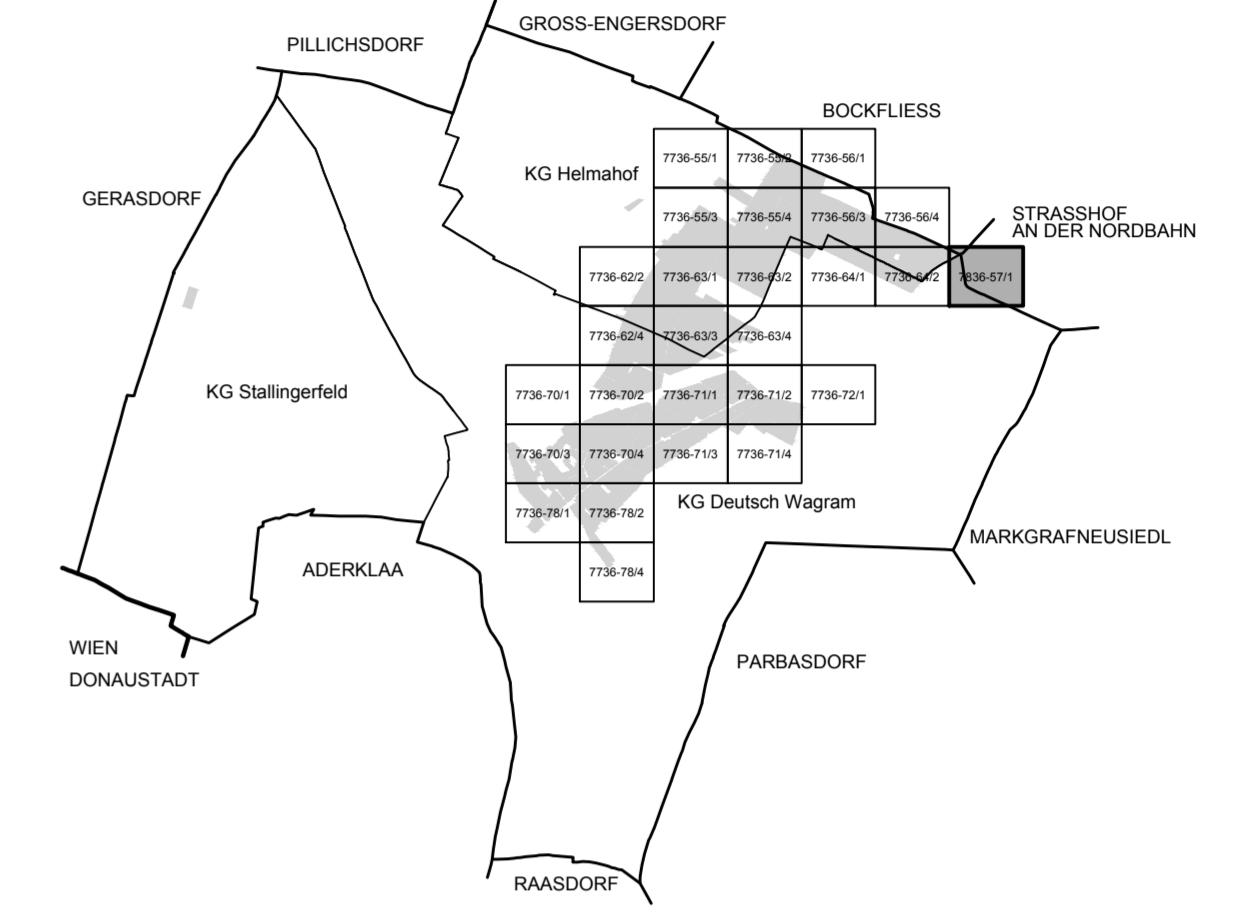 GROSS-ENGERSDORF
PILLICHSDORF
BOCKFLIESS
7736-55/1
7736-55/2
7736-56/1
KG Helmahof
GERASDORF
7736-55/3
7736-55/4
7736-56/3
7736-56/4
STRASSHOF
AN DER NORDBAHN
7736-62/2
7736-63/1
7736-63/2
7736-64/1
7736-64/2
7836-57/1
7736-62/4
7736-63/3
7736-63/4
KG Stallingerfeld
7736-70/1
7736-70/2
7736-71/1
7736-71/2
7736-72/1
7736-70/3
7736-70/4
7736-71/3
7736-71/4
KG Deutsch Wagram
7736-78/1
7736-78/2
MARKGRAFNEUSIEDL
ADERKLAA
7736-78/4
WIEN
DONAUSTADT
PARBASDORF
RAASDORF